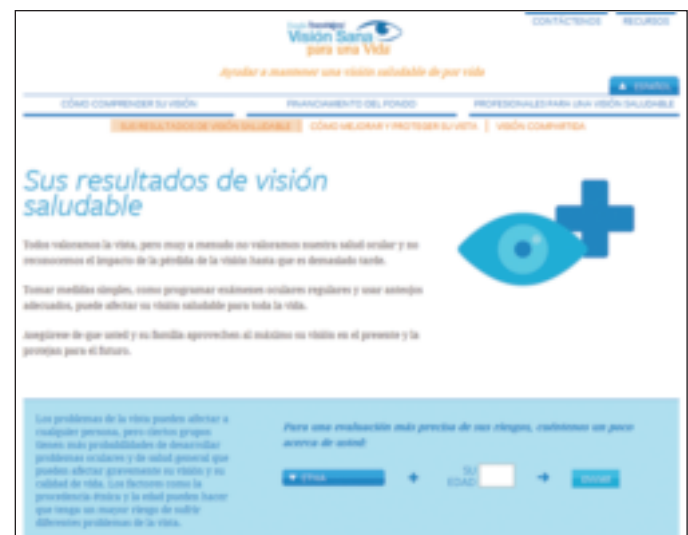 CONTÁCTENOS RECURSOS
Visión Sana
para una Vida
Ayudar a mantener una visión saludable de por vida
ESPAÑOL
CÓMO COMPRENDER SU VISIÓN FINANCIAMIENTO DEL FONDO PROFESIONALES PARA UNA VISIÓN SALUDABLE
SUS RESULTADOS DE VISIÓN SALUDABLE | CÓMO MEJORAR Y PROTEGER SU VISTA | VISIÓN COMPARTIDA
Sus resultados de visión
saludable
Todos valoramos la vista, pero muy a menudo no valoramos nuestra salud ocular y no
reconocemos el impacto de la pérdida de la visión hasta que es demasiado tarde.
Tomar medidas simples, como programar exámenes oculares regulares y usar anteojos
adecuados, puede afectar su visión saludable para toda la vida.
Asegúrese de que usted y su familia aprovechen al máximo su visión en el presente y la
protejan para el futuro.
Los problemas de la vista pueden afectar a
cualquier persona, pero ciertos grupos
tienen más probabilidades de desarrollar
problemas oculares y de salud general que
pueden afectar gravemente su visión y su
calidad de vida. Los factores como la
procedencia étnica y la edad pueden hacer
que tenga un mayor riesgo de sufrir
diferentes problemas de la vista.
Para una evaluación más precisa de sus riesgos, cuéntenos un poco
acerca de usted:
ETNIA
SU
EDAD
ENVIAR